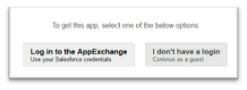 To get this app, select one of the below options
Log in to the AppExchange
Use your Salesforce credentials
I don't have a login
Continue as a guest